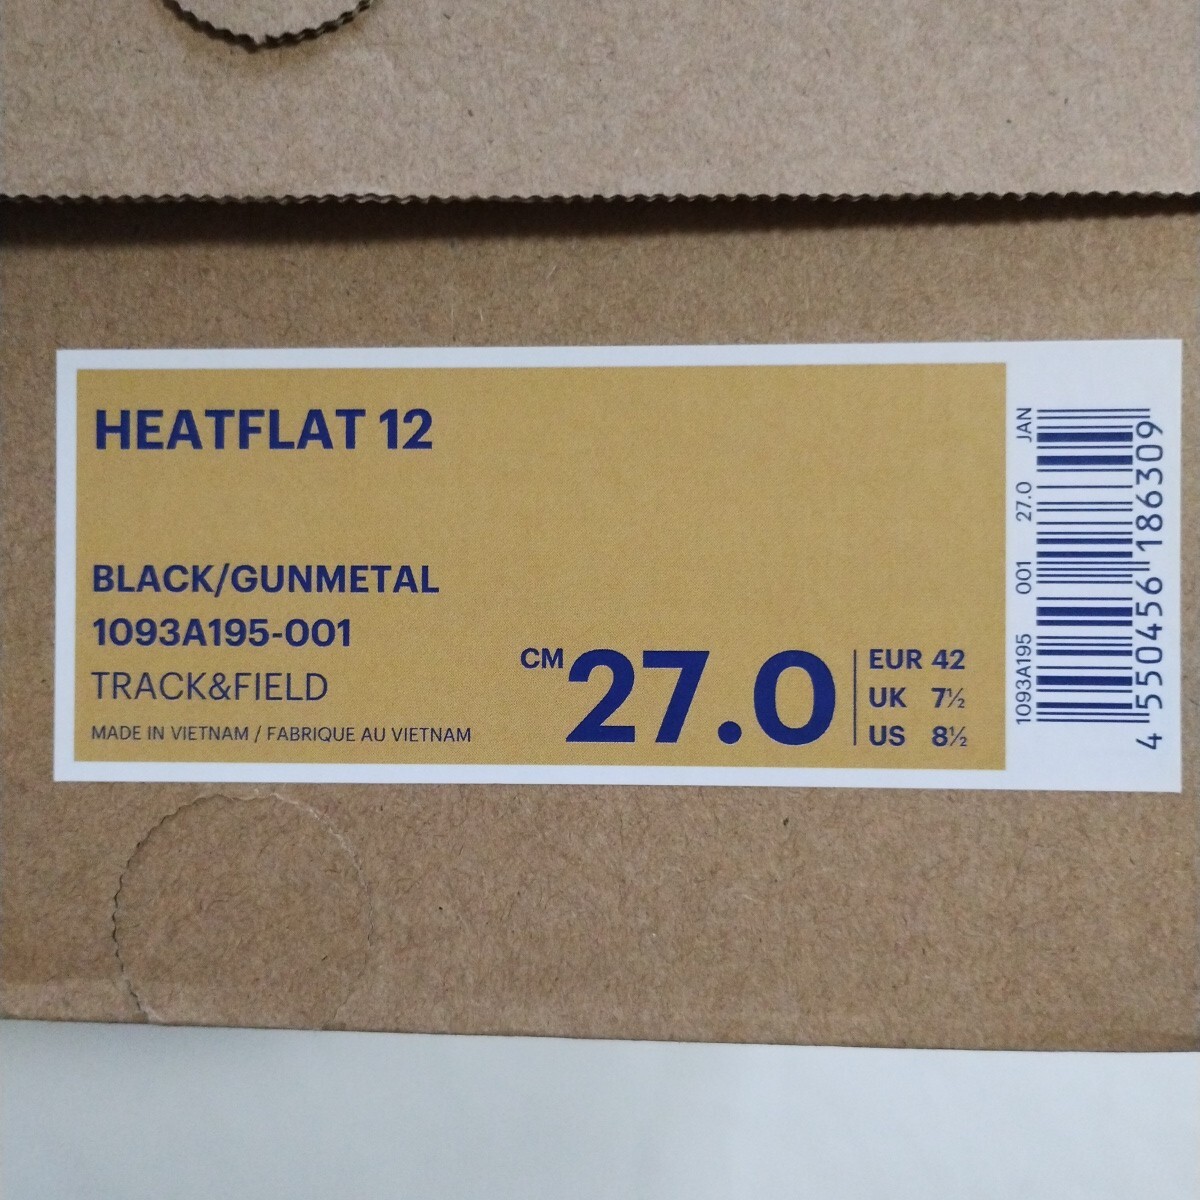 HEATFLAT 12
BLACK/GUNMETAL
1093A195-001
TRACK&FIELD
MADE IN VIETNAM / FABRIQUE AU VIETNAM
CM 27.0
EUR 42
UK 7½
US 8½
1093A195 001 27.0 JAN
4 550456 186309